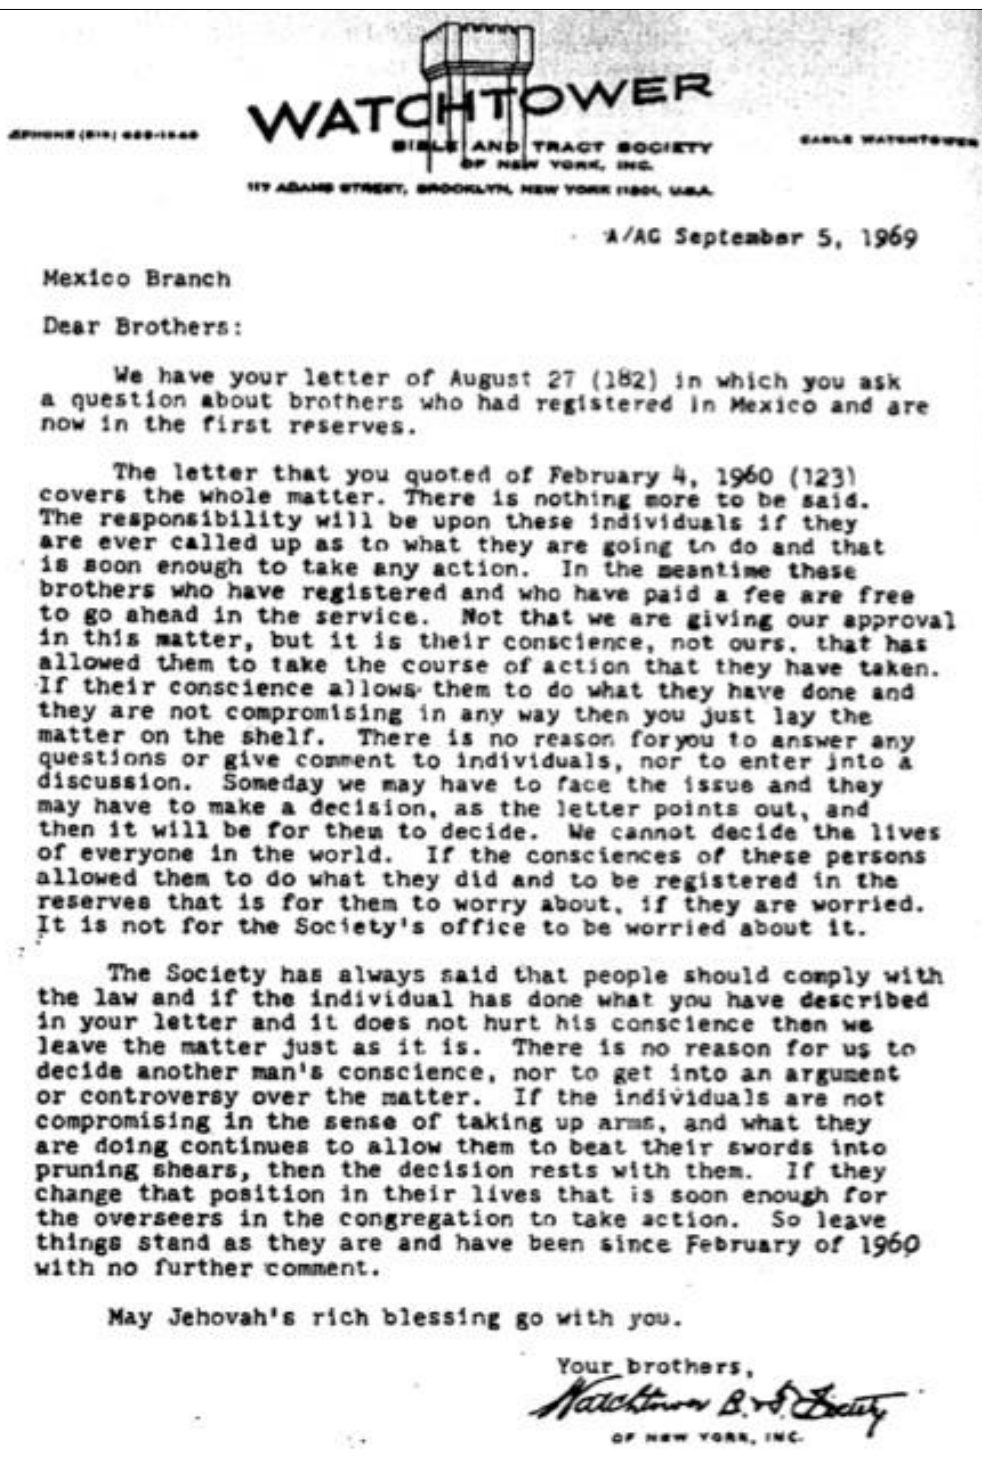 WATCHTOWER
BIBLE AND TRACT SOCIETY
OF NEW YORK, INC.
CABLE WATCHTOWER
117 ADAMS STREET, BROOKLYN, NEW YORK 11201, U.S.A.
A/AG September 5, 1969
Mexico Branch
Dear Brothers:
We have your letter of August 27 (182) in which you ask
a question about brothers who had registered in Mexico and are
now in the first reserves.
The letter that you quoted of February 4, 1960 (123)
covers the whole matter. There is nothing more to be said.
The responsibility will be upon these individuals if they
are ever called up as to what they are going to do and that
is soon enough to take any action. In the meantime these
brothers who have registered and who have paid a fee are free
to go ahead in the service. Not that we are giving our approval
in this matter, but it is their conscience, not ours. that has
allowed them to take the course of action that they have taken.
If their conscience allows them to do what they have done and
they are not compromising in any way then you just lay the
matter on the shelf. There is no reason foryou to answer any
questions or give comment to individuals, nor to enter into a
discussion. Someday we may have to face the issue and they
may have to make a decision, as the letter points out, and
then it will be for them to decide. We cannot decide the lives
of everyone in the world. If the consciences of these persons
allowed them to do what they did and to be registered in the
reserves that is for them to worry about, if they are worried.
It is not for the Society's office to be worried about it.
The Society has always said that people should comply with
the law and if the individual has done what you have described
in your letter and it does not hurt his conscience then we
leave the matter just as it is. There is no reason for us to
decide another man's conscience, nor to get into an argument
or controversy over the matter. If the individuals are not
compromising in the sense of taking up arms, and what they
are doing continues to allow them to beat their swords into
pruning shears, then the decision rests with them. If they
change that position in their lives that is soon enough for
the overseers in the congregation to take action. So leave
things stand as they are and have been since February of 1960
with no further comment.
May Jehovah's rich blessing go with you.
Your brothers,
Watchtower B. & T. Society
OF NEW YORK, INC.